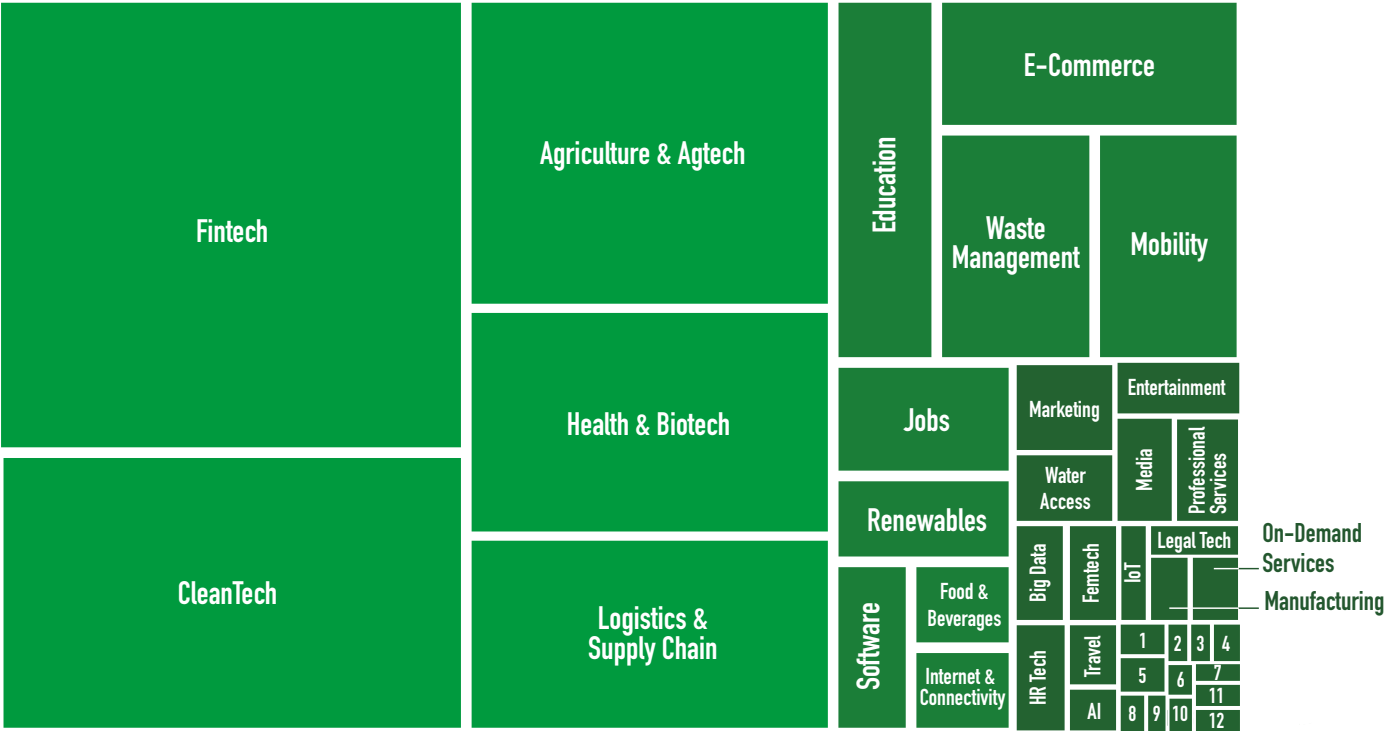 Fintech
CleanTech
Agriculture & Agtech
Health & Biotech
Logistics &
Supply Chain
Education
E-Commerce
Waste
Management
Mobility
Jobs
Renewables
Software
Food &
Beverages
Internet &
Connectivity
Marketing
Water
Access
Entertainment
Media
Professional
Services
Big Data
Femtech
IoT
Legal Tech
On-Demand
Services
Manufacturing
HR Tech
Travel
AI
1
2
3
4
5
6
7
8
9
10
11
12